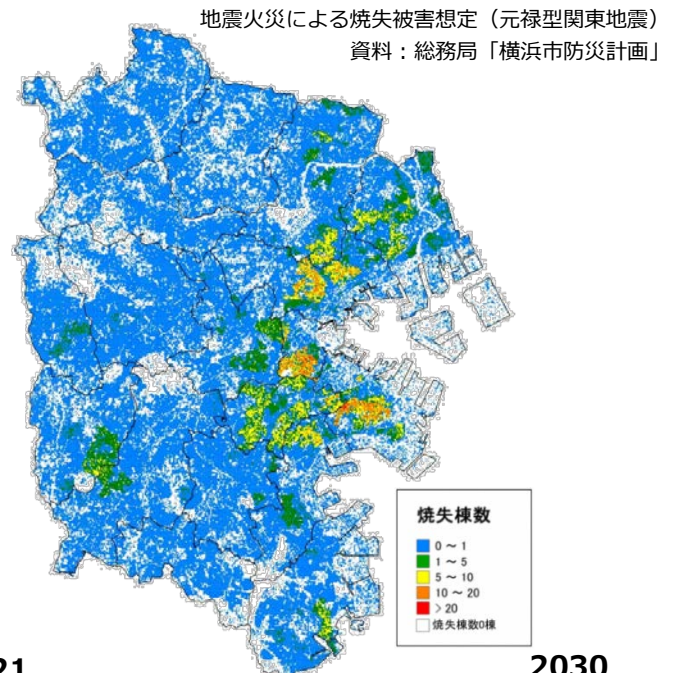 地震火災による焼失被害想定（元禄型関東地震）
資料：総務局「横浜市防災計画」
焼失棟数
0 ～ 1
1 ～ 5
5 ～ 10
10 ～ 20
> 20
焼失棟数0棟
21
2030